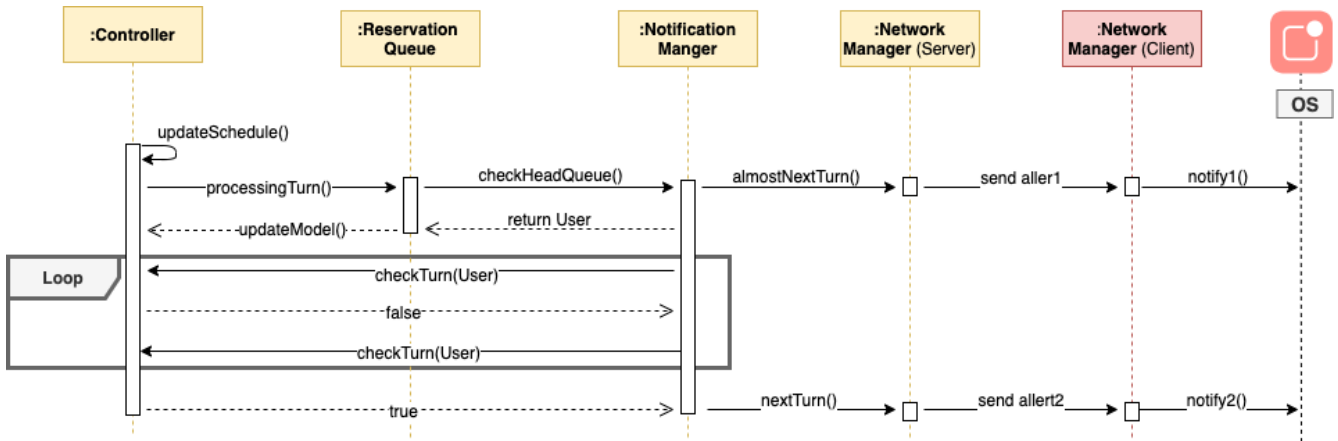 :Controller
:Reservation
Queue
:Notification
Manger
:Network
Manager (Server)
:Network
Manager (Client)
OS
updateSchedule()
processingTurn()
checkHeadQueue()
almostNextTurn()
send aller1
notify1()
updateModel()
return User
Loop
checkTurn(User)
false
checkTurn(User)
true
nextTurn()
send allert2
notify2()